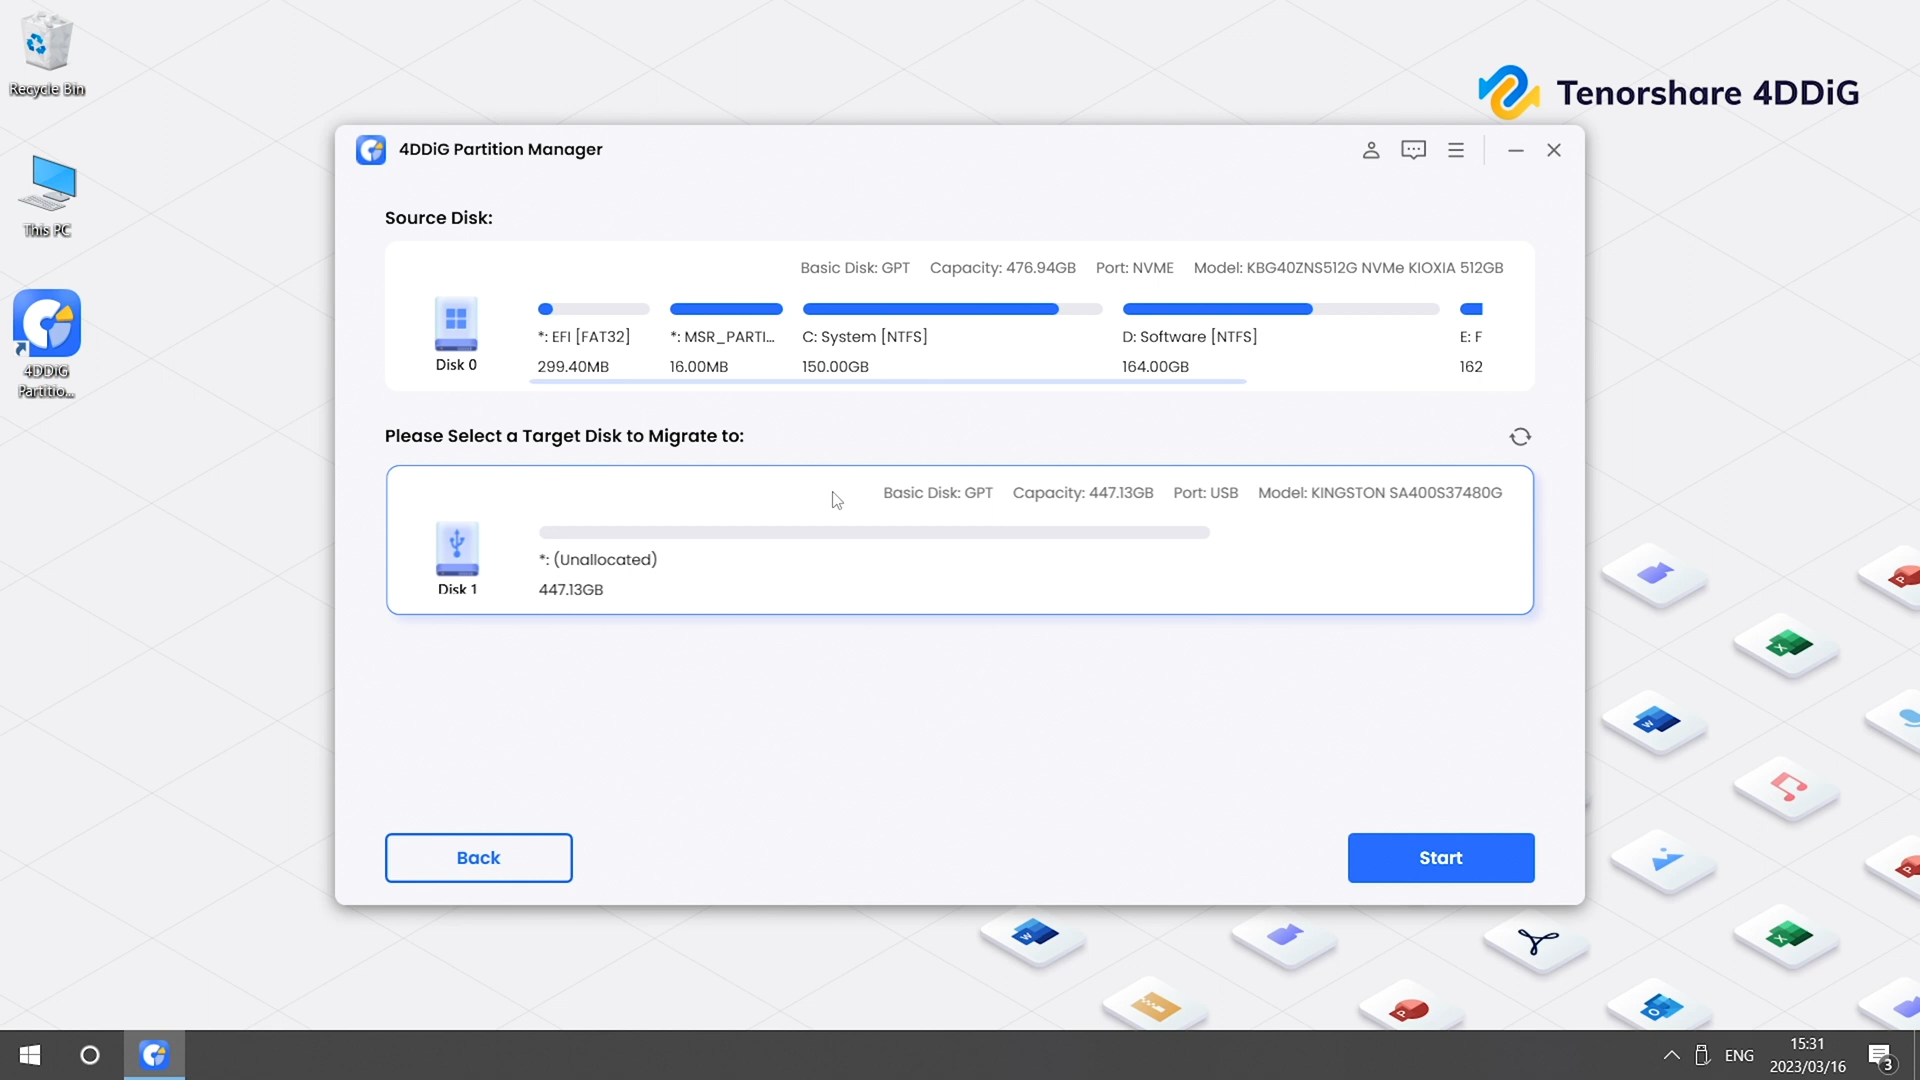 Recycle Bin
Tenorshare 4DDiG
4DDiG Partition Manager
This PC
Source Disk:
Basic Disk: GPT Capacity: 476.94GB Port: NVME Model: KBG40ZNS512G NVMe KIOXIA 512GB
*: EFI [FAT32] *: MSR_PARTI... C: System [NTFS] D: Software [NTFS] E: F
Disk 0 299.40MB 16.00MB 150.00GB 164.00GB 162
4DDiG
Partitio...
Please Select a Target Disk to Migrate to:
Basic Disk: GPT Capacity: 447.13GB Port: USB Model: KINGSTON SA400S37480G
*: (Unallocated)
Disk 1 447.13GB
Back Start
ENG
15:31
2023/03/16
3